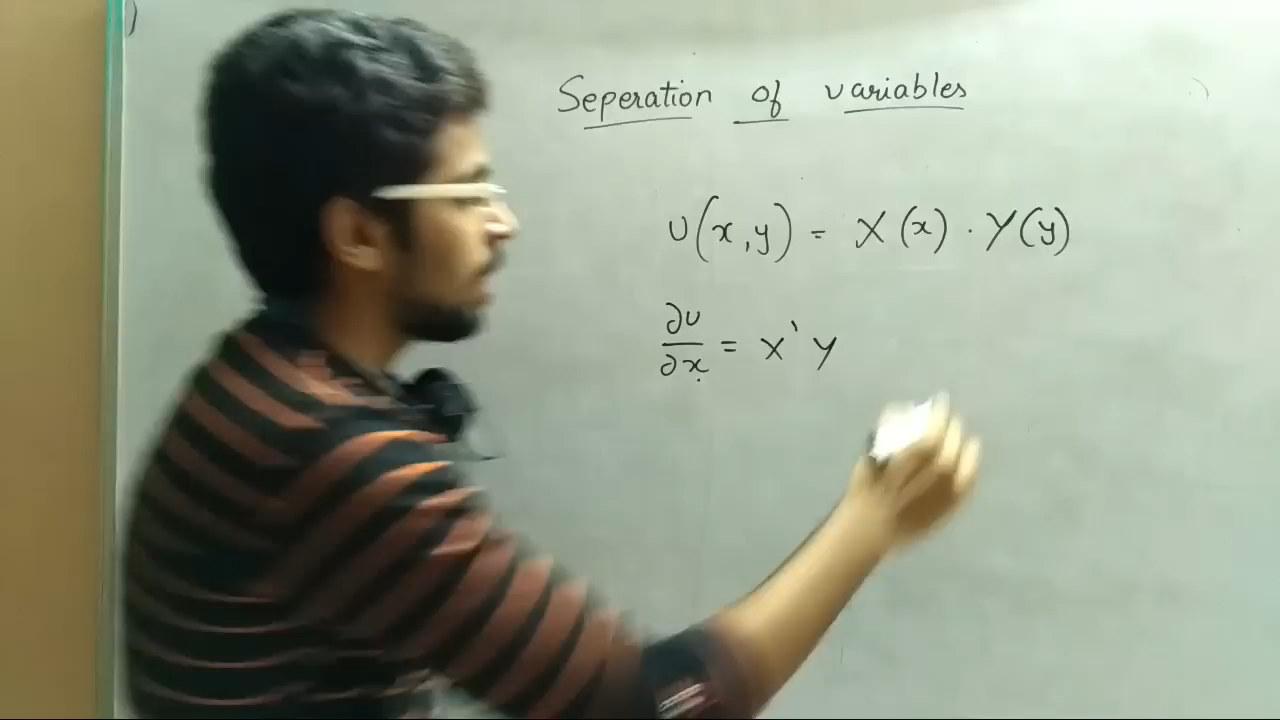 Seperation of variables
U(x,y) = X(x) · Y(y)
∂U/∂x = X' Y